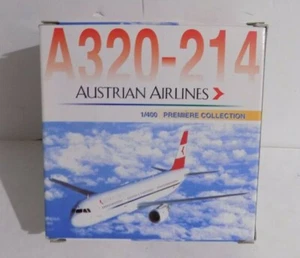 A320-214
AUSTRIAN AIRLINES
1/400 PREMIERE COLLECTION